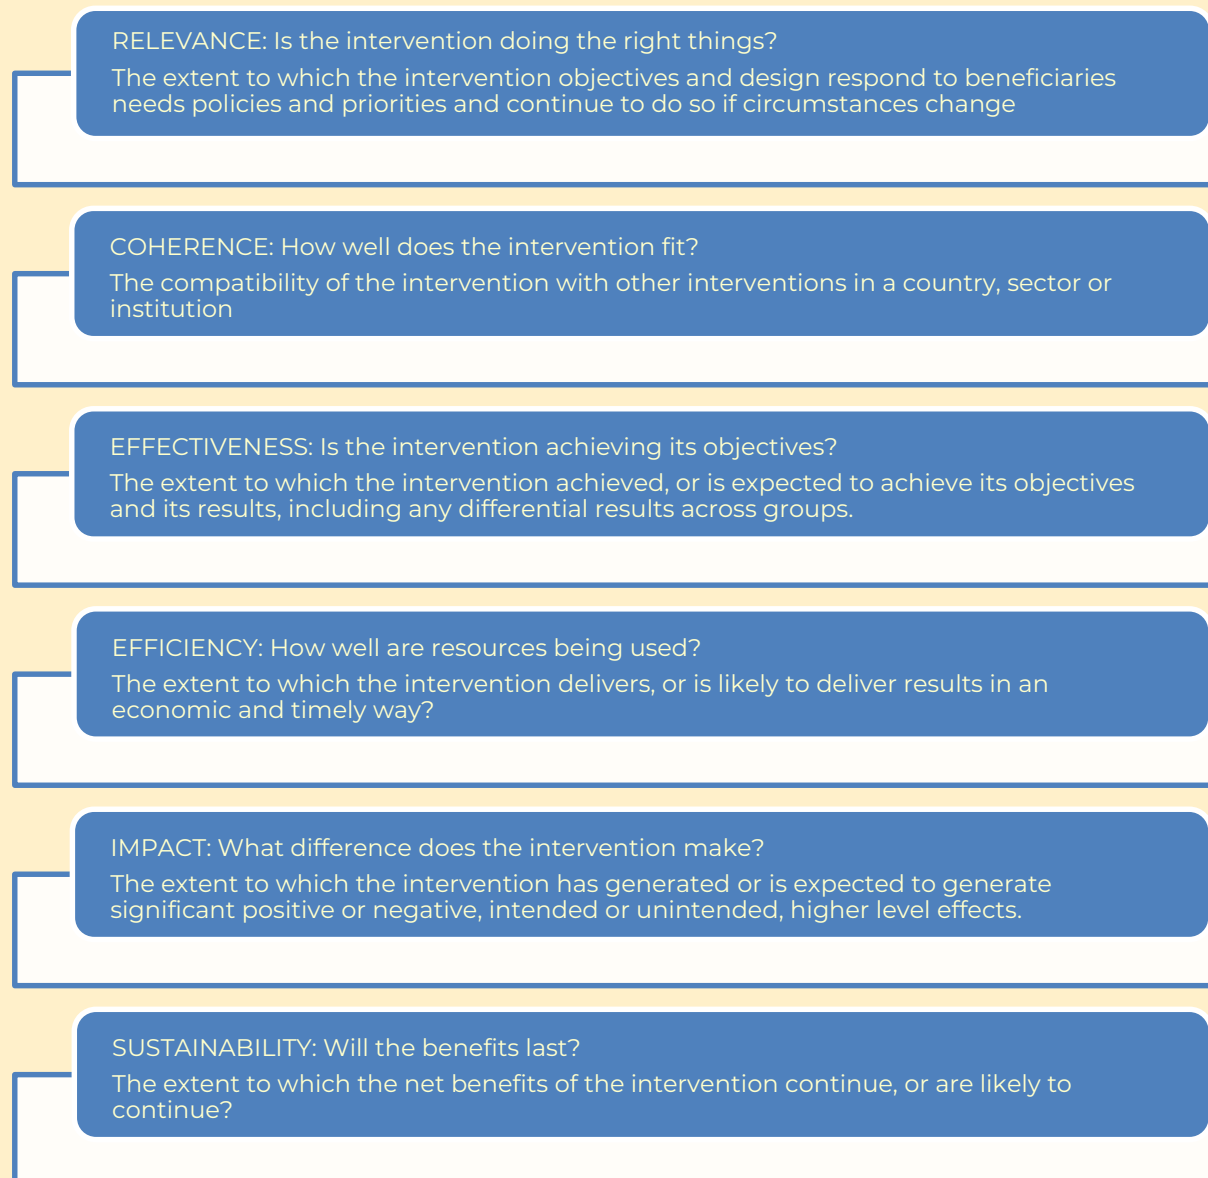 RELEVANCE: Is the intervention doing the right things?
The extent to which the intervention objectives and design respond to beneficiaries
needs policies and priorities and continue to do so if circumstances change
COHERENCE: How well does the intervention fit?
The compatibility of the intervention with other interventions in a country, sector or
institution
EFFECTIVENESS: Is the intervention achieving its objectives?
The extent to which the intervention achieved, or is expected to achieve its objectives
and its results, including any differential results across groups.
EFFICIENCY: How well are resources being used?
The extent to which the intervention delivers, or is likely to deliver results in an
economic and timely way?
IMPACT: What difference does the intervention make?
The extent to which the intervention has generated or is expected to generate
significant positive or negative, intended or unintended, higher level effects.
SUSTAINABILITY: Will the benefits last?
The extent to which the net benefits of the intervention continue, or are likely to
continue?